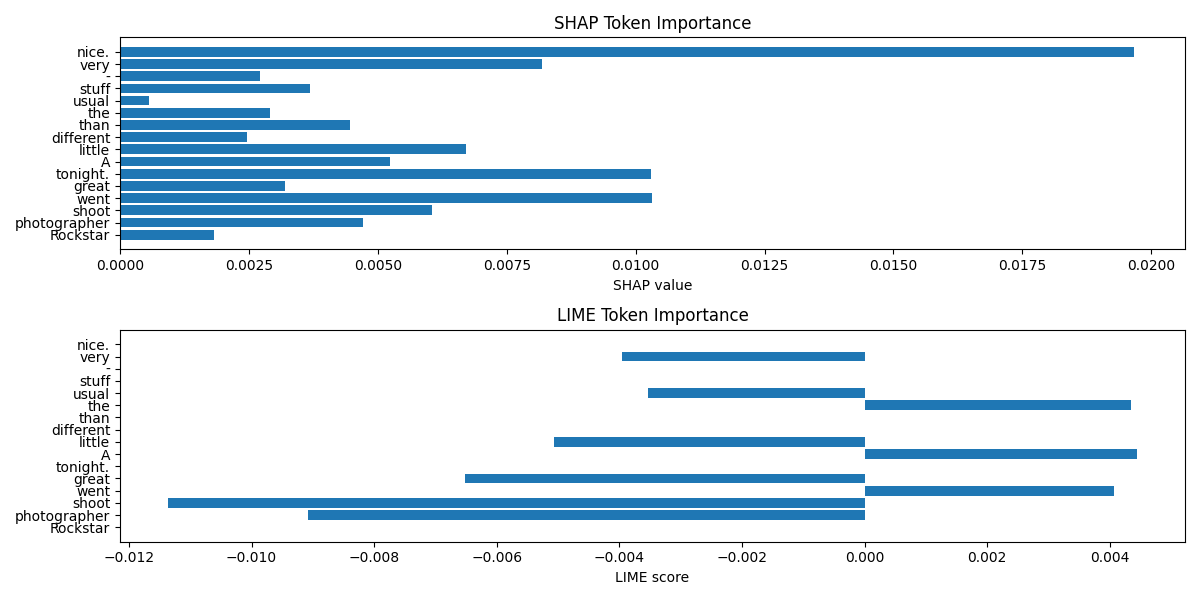 SHAP Token Importance
nice.
very
-
stuff
usual
the
than
different
little
A
tonight.
great
went
shoot
photographer
Rockstar
0.0000 0.0025 0.0050 0.0075 0.0100 0.0125 0.0150 0.0175 0.0200
SHAP value
LIME Token Importance
nice.
very
-
stuff
usual
the
than
different
little
A
tonight.
great
went
shoot
photographer
Rockstar
−0.012 −0.010 −0.008 −0.006 −0.004 −0.002 0.000 0.002 0.004
LIME score